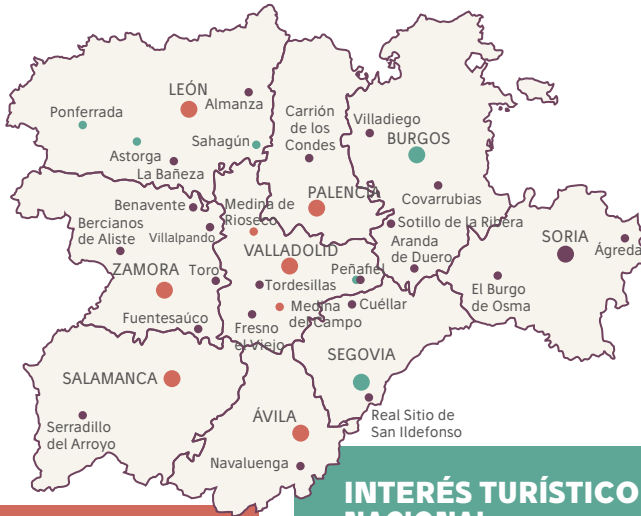 LEÓN
Almanza
Ponferrada
Carrión
de los
Condes
Villadiego
BURGOS
Sahagún
Astorga
La Bañeza
PALENCIA
Covarrubias
Benavente
Medina de
Rioseco
Sotillo de la Ribera
Bercianos
de Aliste
Villalpando
VALLADOLID
Aranda
de Duero
SORIA
Ágreda
ZAMORA
Toro
Peñafiel
Tordesillas
El Burgo
de Osma
Fuentesaúco
Medina
del Campo
Cuéllar
Fresno
el Viejo
SEGOVIA
SALAMANCA
ÁVILA
Real Sitio de
San Ildefonso
Serradillo
del Arroyo
Navaluenga
INTERÉS TURÍSTICO
NACIONAL